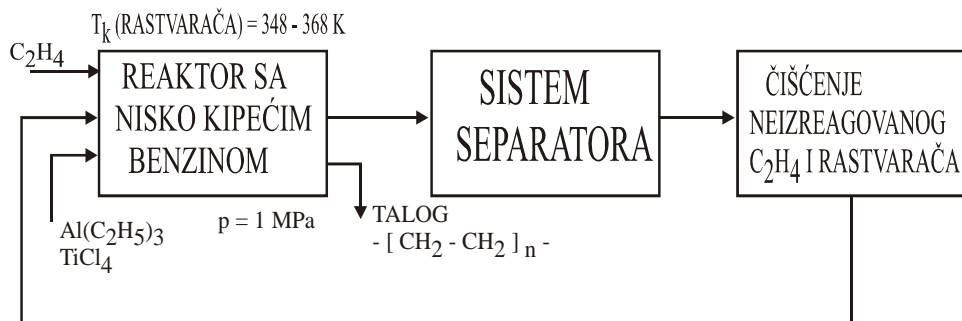 T_k (RASTVARAČA) = 348 - 368 K
C2H4
REAKTOR SA
NISKO KIPEĆIM
BENZINOM
SISTEM
SEPARATORA
ČIŠĆENJE
NEIZREAGOVANOG
C2H4 I RASTVARAČA
Al(C2H5)3
TiCl4
p = 1 MPa
TALOG
- [ CH2 - CH2 ] n -